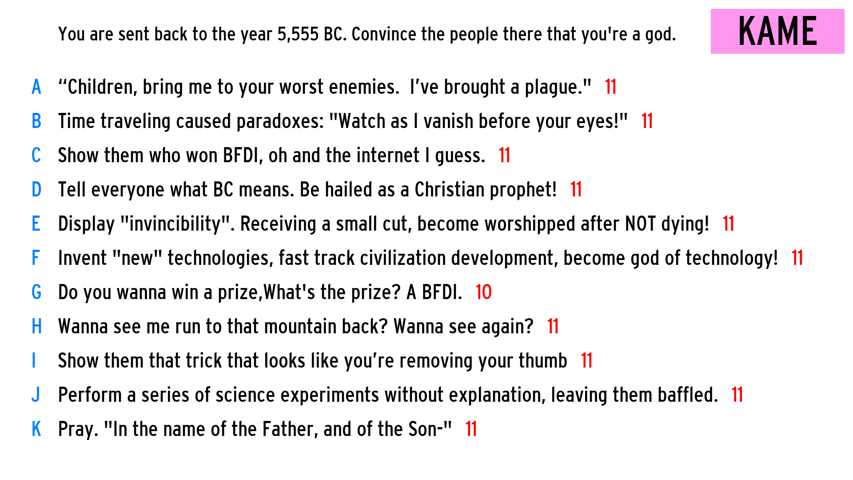 You are sent back to the year 5,555 BC. Convince the people there that you're a god.
KAME
A “Children, bring me to your worst enemies. I’ve brought a plague." 11
B Time traveling caused paradoxes: "Watch as I vanish before your eyes!" 11
C Show them who won BFDI, oh and the internet I guess. 11
D Tell everyone what BC means. Be hailed as a Christian prophet! 11
E Display "invincibility". Receiving a small cut, become worshipped after NOT dying! 11
F Invent "new" technologies, fast track civilization development, become god of technology! 11
G Do you wanna win a prize,What's the prize? A BFDI. 10
H Wanna see me run to that mountain back? Wanna see again? 11
I Show them that trick that looks like you’re removing your thumb 11
J Perform a series of science experiments without explanation, leaving them baffled. 11
K Pray. "In the name of the Father, and of the Son-" 11